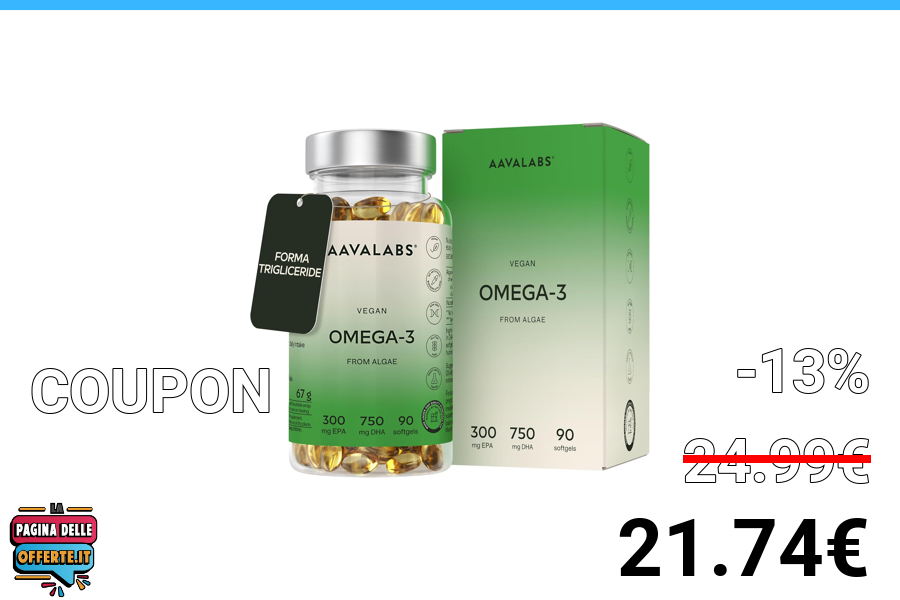 FORMA
TRIGLICERIDE
AAVALABS®
VEGAN
OMEGA-3
FROM ALGAE
67 g
300
mg EPA
750
mg DHA
90
softgels
AAVALABS®
VEGAN
OMEGA-3
FROM ALGAE
300
mg EPA
750
mg DHA
90
softgels
COUPON
-13%
24.99€
21.74€
LA
PAGINA DELLE
OFFERTE.IT